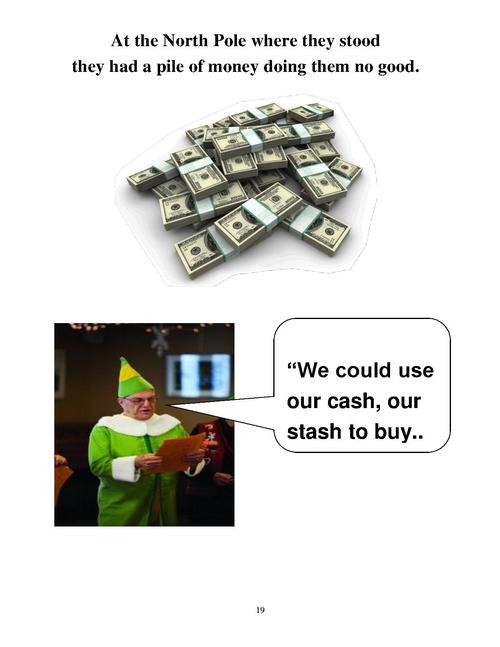 At the North Pole where they stood
they had a pile of money doing them no good.
“We could use
our cash, our
stash to buy..
19